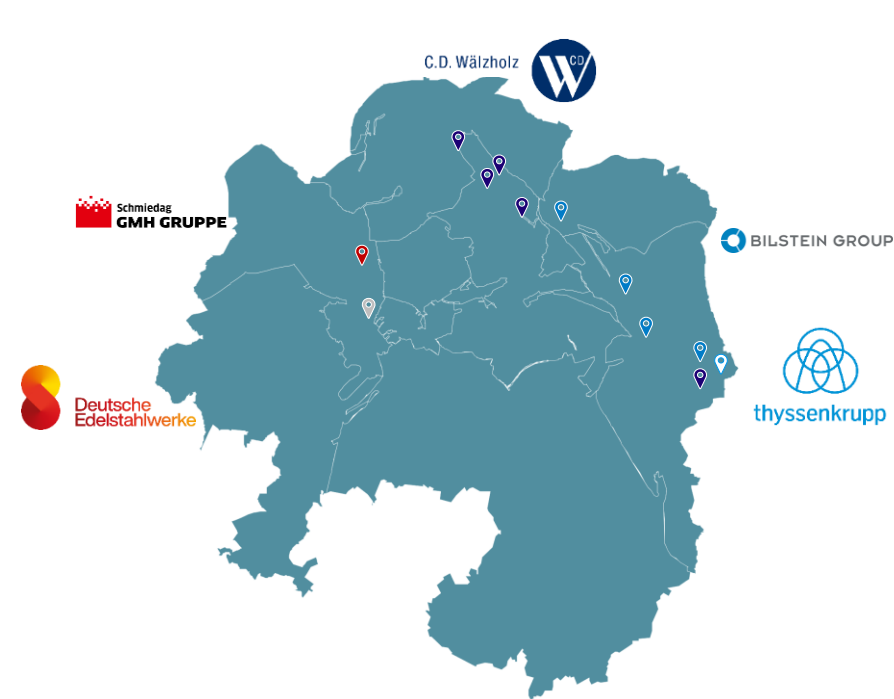 C.D. Wälzholz
CD
W
Schmiedag
GMH GRUPPE
BILSTEIN GROUP
thyssenkrupp
Deutsche
Edelstahlwerke